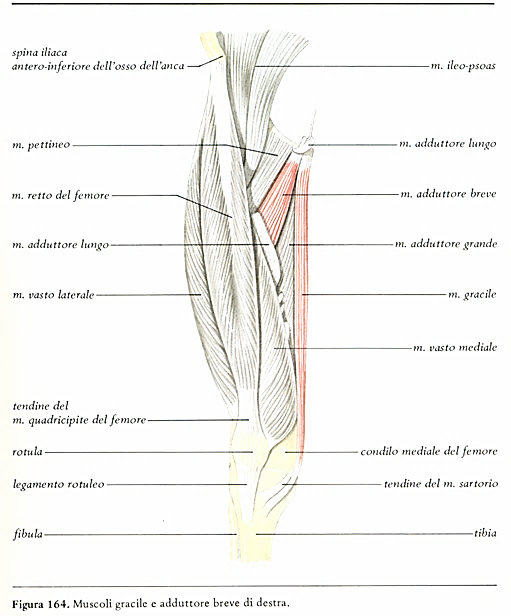 spina iliaca
antero-inferiore dell'osso dell'anca
m. ileo-psoas
m. pettineo
m. adduttore lungo
m. retto del femore
m. adduttore breve
m. adduttore lungo
m. adduttore grande
m. vasto laterale
m. gracile
m. vasto mediale
tendine del
m. quadricipite del femore
rotula
condilo mediale del femore
legamento rotuleo
tendine del m. sartorio
fibula
tibia
Figura 164. Muscoli gracile e adduttore breve di destra.